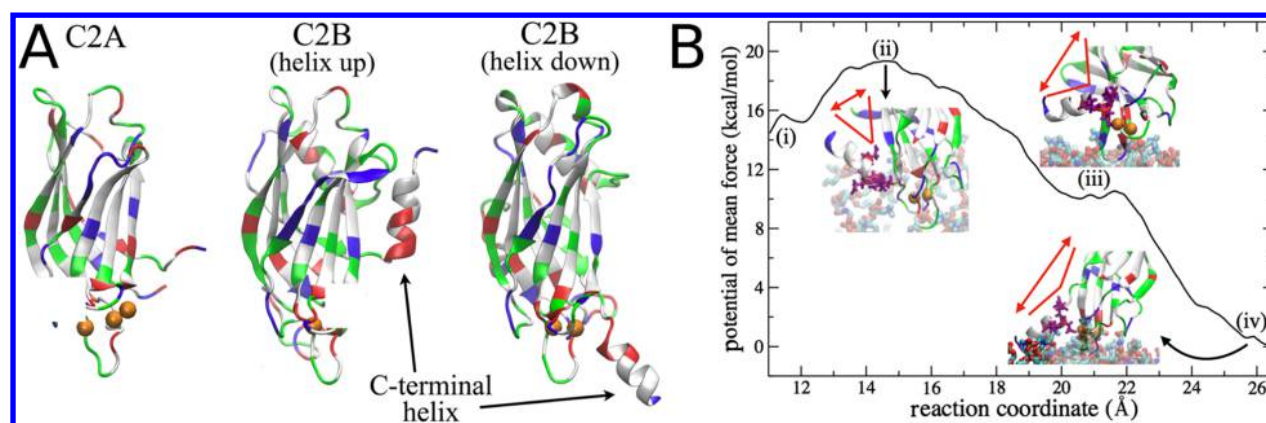 A
C2A
C2B
(helix up)
C2B
(helix down)
C-terminal
helix
B
potential of mean force (kcal/mol)
20
16
12
8
4
0
(i)
(ii)
(iii)
(iv)
12 14 16 18 20 22 24 26
reaction coordinate (Å)